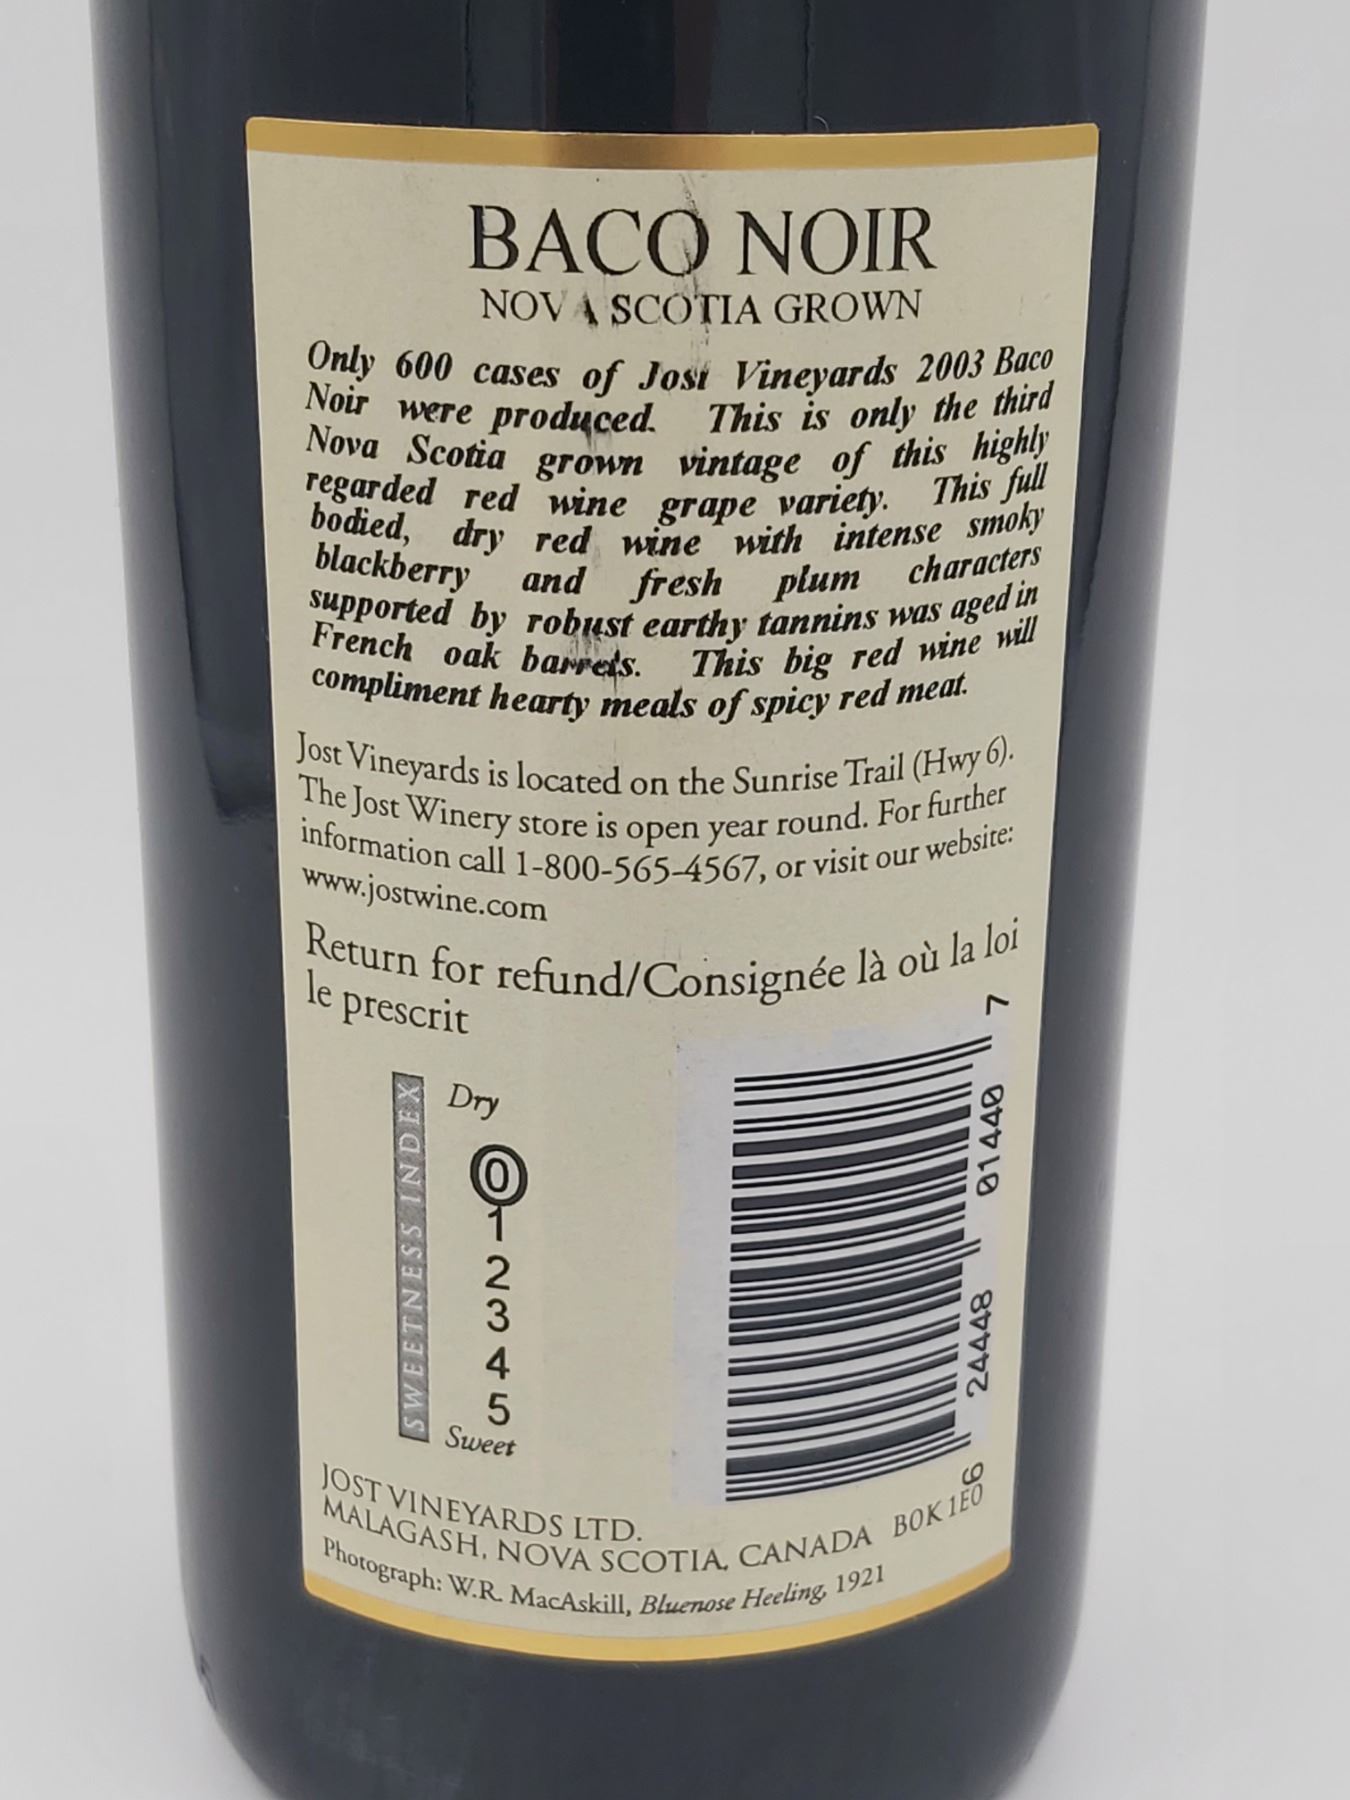 BACO NOIR
NOVA SCOTIA GROWN
Only 600 cases of Jost Vineyards 2003 Baco
Noir were produced. This is only the third
Nova Scotia grown vintage of this highly
regarded red wine grape variety. This full
bodied, dry red wine with intense smoky
blackberry and fresh plum characters
supported by robust earthy tannins was aged in
French oak barrels. This big red wine will
compliment hearty meals of spicy red meat.
Jost Vineyards is located on the Sunrise Trail (Hwy 6).
The Jost Winery store is open year round. For further
information call 1-800-565-4567, or visit our website:
www.jostwine.com
Return for refund/Consignée là où la loi
le prescrit
SWEETNESS INDEX
Dry
0
1
2
3
4
5
Sweet
6 24448 01440 7
JOST VINEYARDS LTD.
MALAGASH, NOVA SCOTIA, CANADA B0K 1E0
Photograph: W.R. MacAskill, Bluenose Heeling, 1921